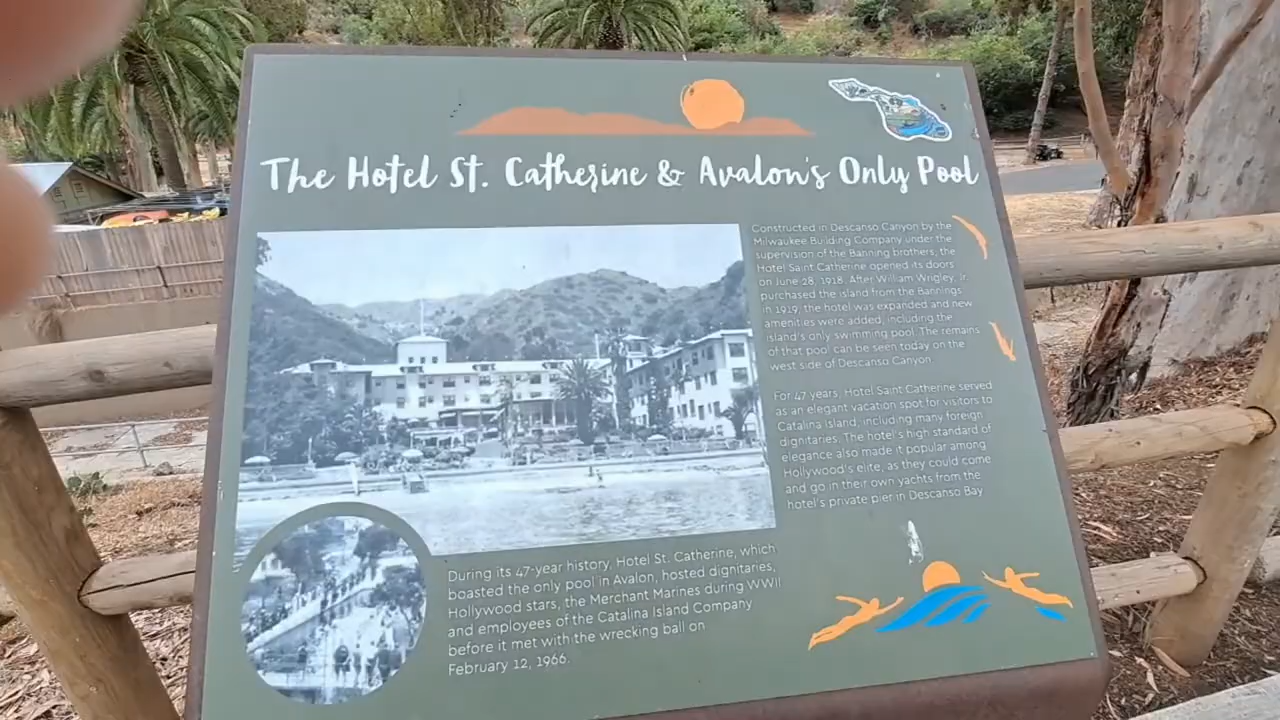 The Hotel St. Catherine & Avalon's Only Pool
Constructed in Descanso Canyon by the
Milwaukee Building Company under the
supervision of the Banning brothers, the
Hotel Saint Catherine opened its doors
on June 28, 1918. After William Wrigley, Jr.
purchased the island from the Bannings
in 1919, the hotel was expanded and new
amenities were added, including the
island's only swimming pool. The remains
of that pool can be seen today on the
west side of Descanso Canyon.
For 47 years, Hotel Saint Catherine served
as an elegant vacation spot for visitors to
Catalina Island, including many foreign
dignitaries. The hotel's high standard of
elegance also made it popular among
Hollywood's elite, as they could come
and go in their own yachts from the
hotel's private pier in Descanso Bay
During its 47-year history, Hotel St. Catherine, which
boasted the only pool in Avalon, hosted dignitaries,
Hollywood stars, the Merchant Marines during WWII
and employees of the Catalina Island Company
before it met with the wrecking ball on
February 12, 1966.